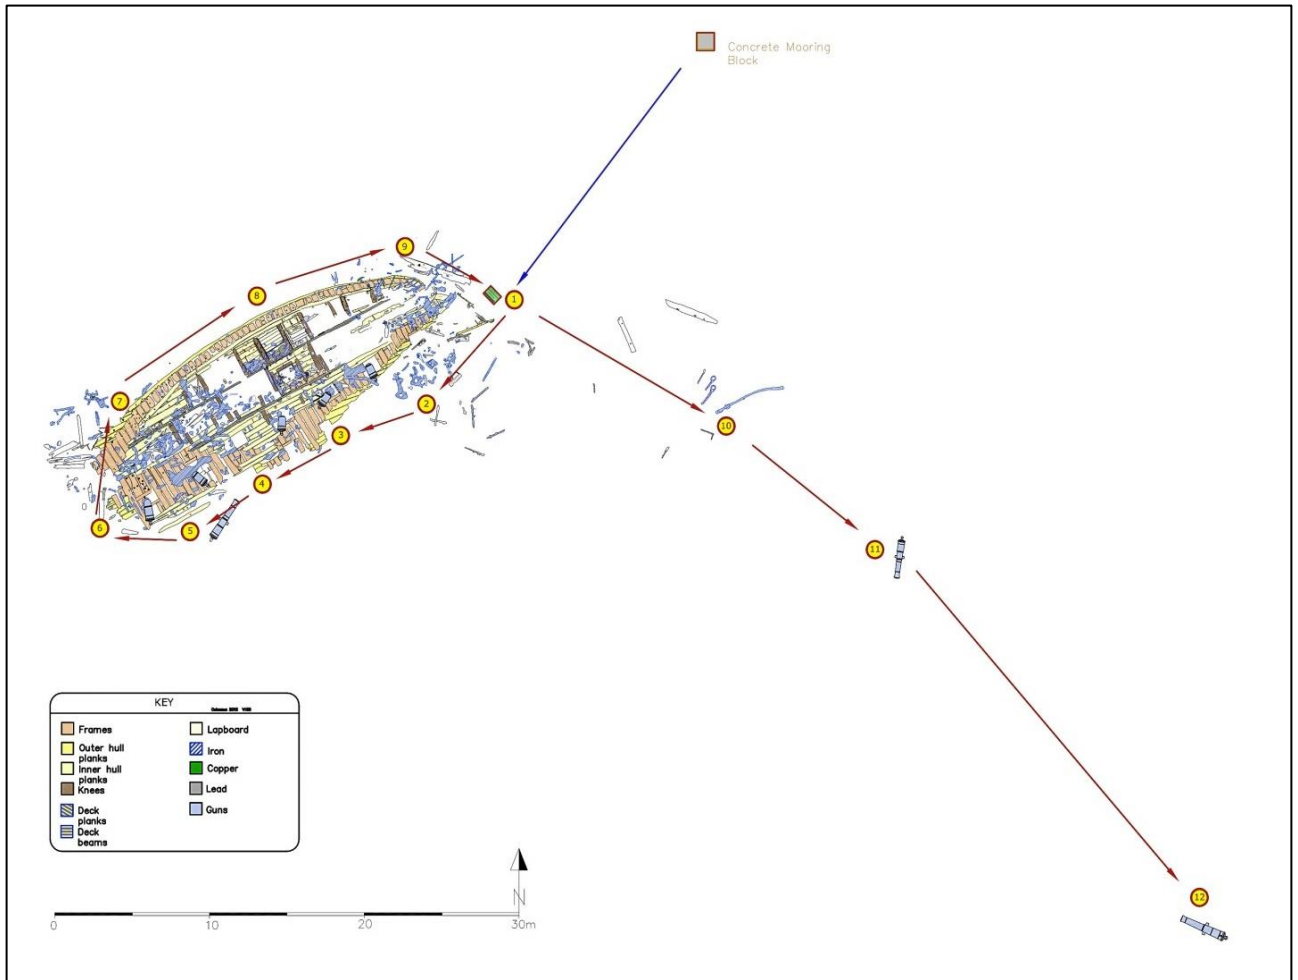 Concrete Mooring
Block
9
8
1
7
2
3
10
4
6
5
11
KEY
Frames
Outer hull
planks
Inner hull
planks
Knees
Deck
planks
Deck
beams
Lapboard
Iron
Copper
Lead
Guns
12
N
0
10
20
30m